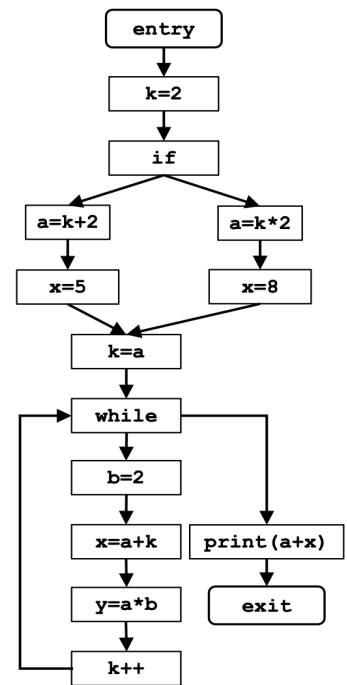 entry
k=2
if
a=k+2
a=k*2
x=5
x=8
k=a
while
b=2
x=a+k
print(a+x)
y=a*b
exit
k++